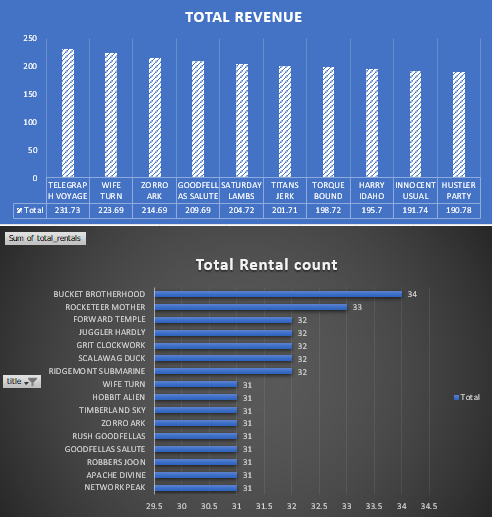 TOTAL REVENUE
250
200
150
100
50
0
TELEGRAP WIFE ZORRO GOODFELL SATURDAY TITANS TORQUE HARRY INNOCENT HUSTLER
H VOYAGE TURN ARK AS SALUTE LAMBS JERK BOUND IDAHO USUAL PARTY
Total 231.73 223.69 214.69 209.69 204.72 201.71 198.72 195.7 191.74 190.78
Sum of total_rentals
Total Rental count
BUCKET BROTHERHOOD 34
ROCKETEER MOTHER 33
FORWARD TEMPLE 32
JUGGLER HARDLY 32
GRIT CLOCKWORK 32
SCALAWAG DUCK 32
RIDGEMONT SUBMARINE 32
title
WIFE TURN 31
HOBBIT ALIEN 31
Total
TIMBERLAND SKY 31
ZORRO ARK 31
RUSH GOODFELLAS 31
GOODFELLAS SALUTE 31
ROBBERS JOON 31
APACHE DIVINE 31
NETWORK PEAK 31
29.5 30 30.5 31 31.5 32 32.5 33 33.5 34 34.5